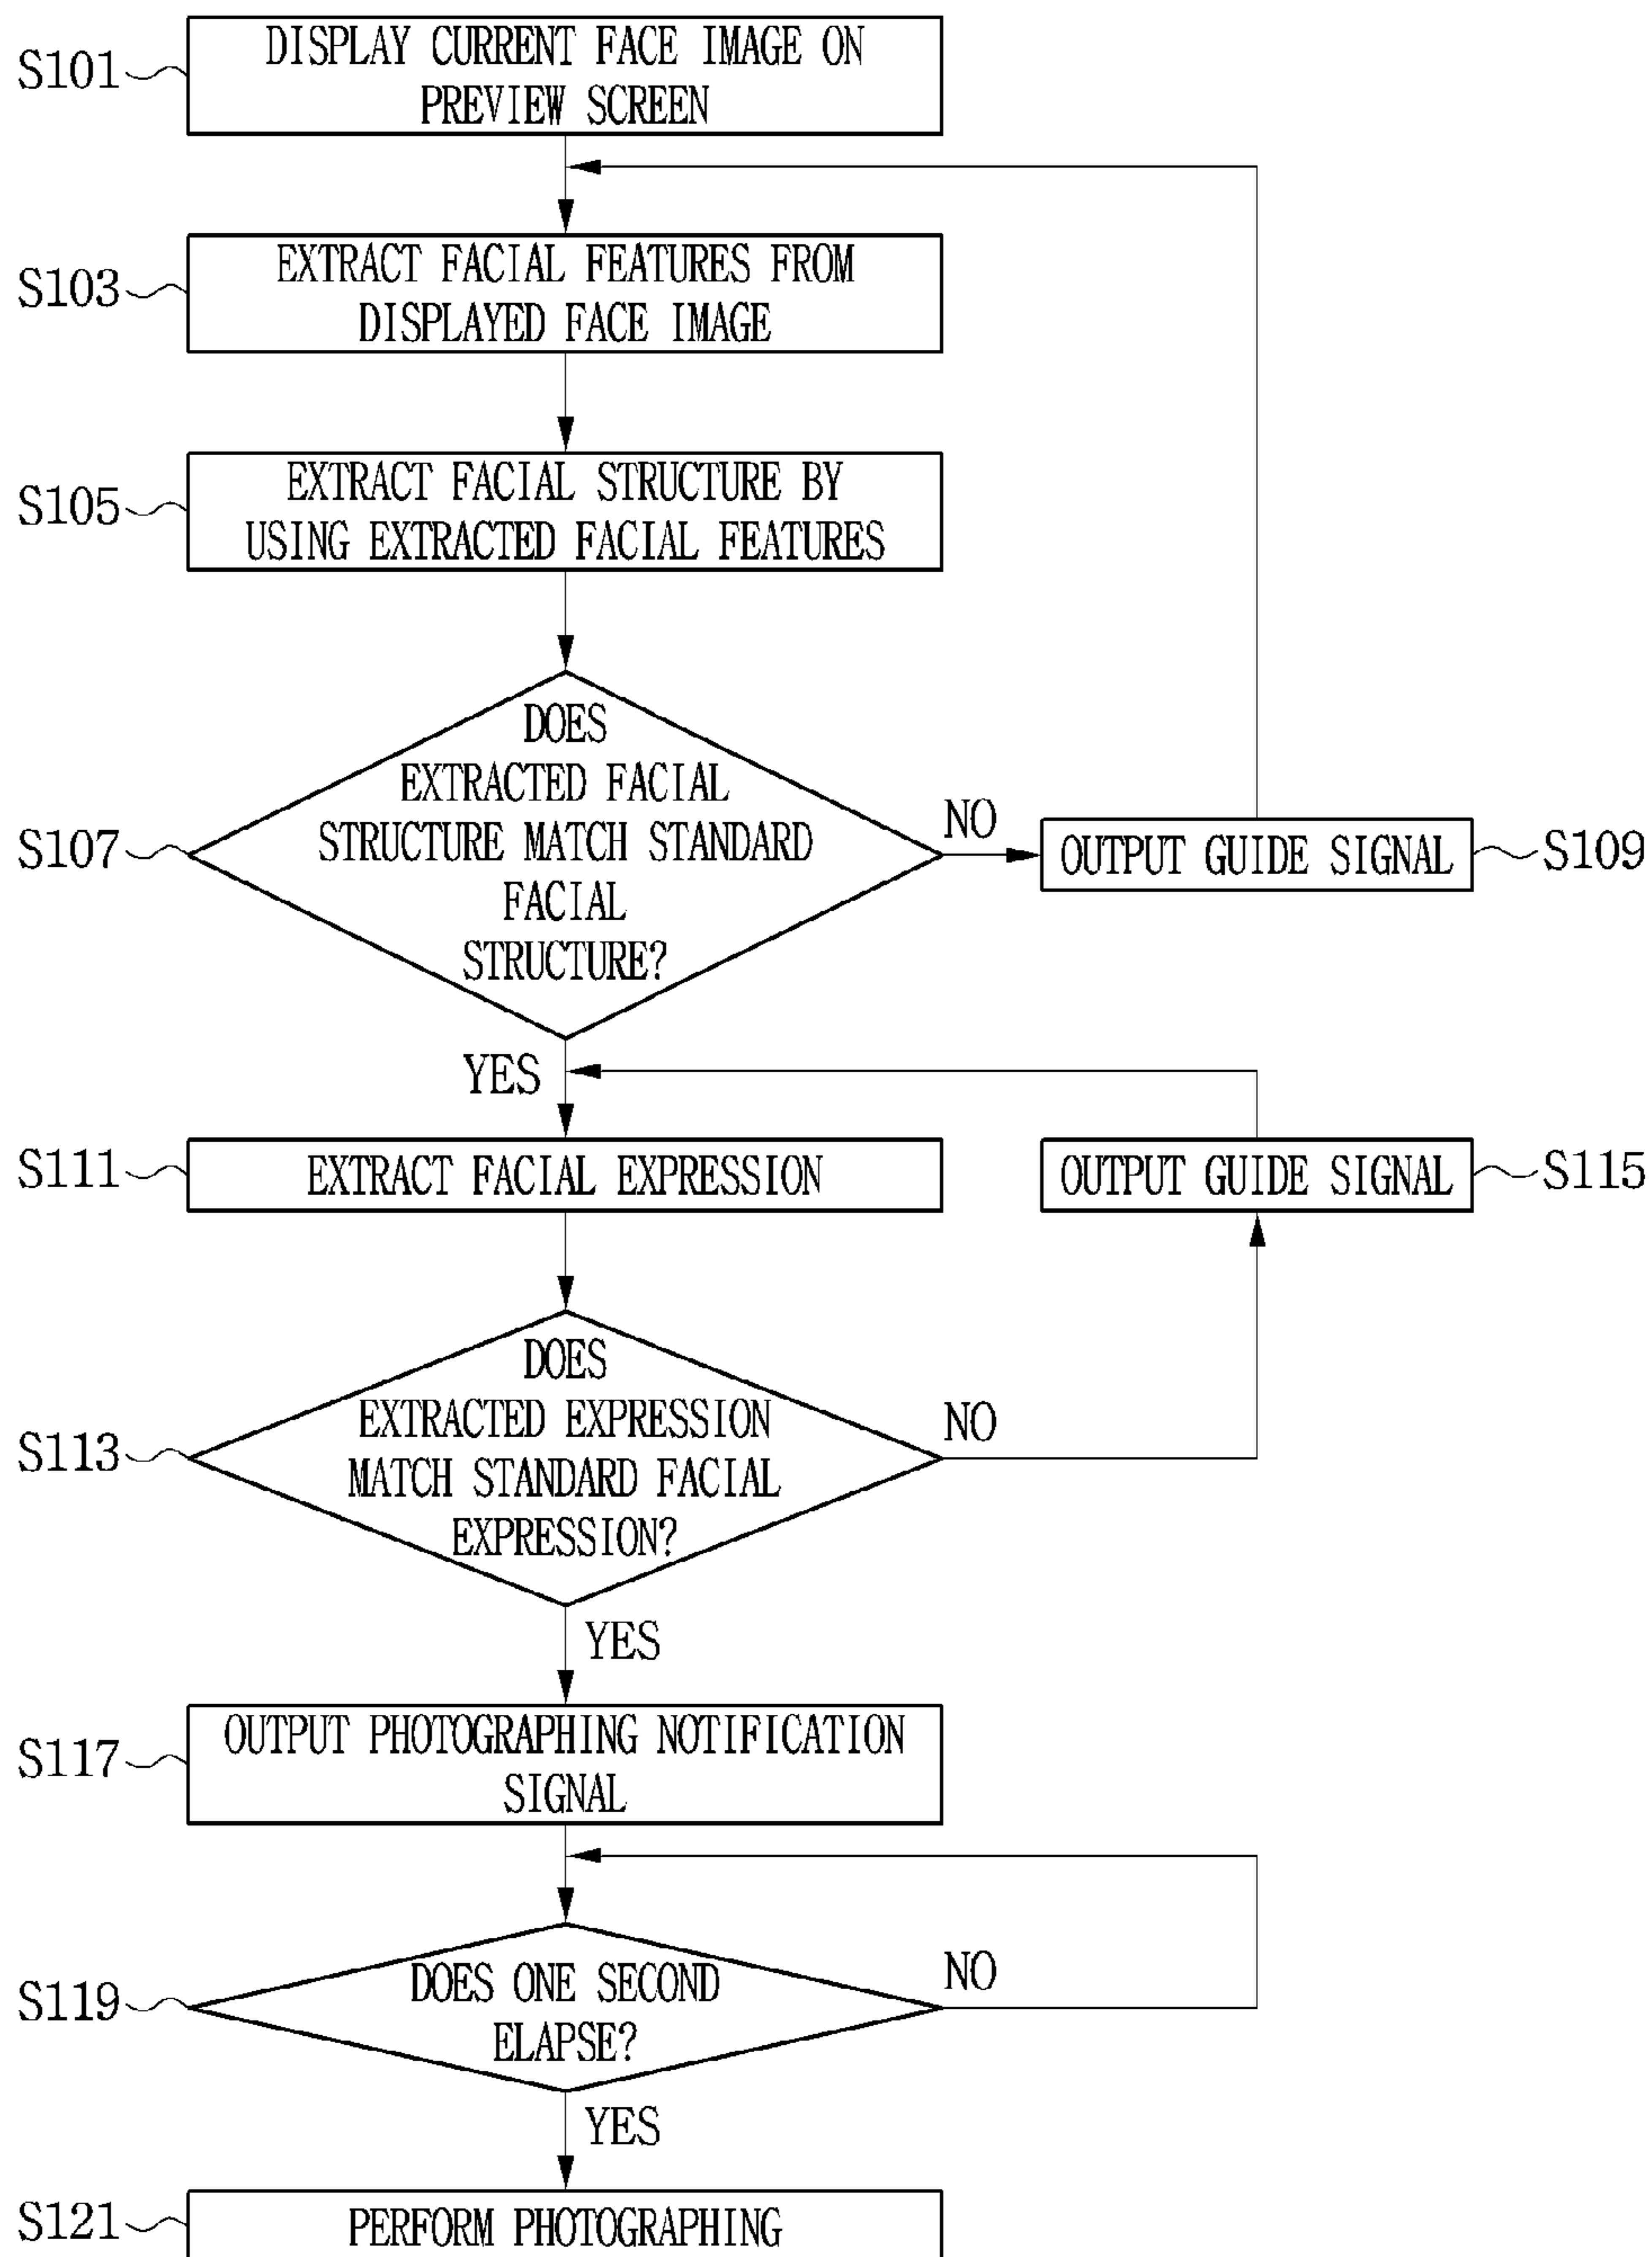 S101
DISPLAY CURRENT FACE IMAGE ON
PREVIEW SCREEN
S103
EXTRACT FACIAL FEATURES FROM
DISPLAYED FACE IMAGE
S105
EXTRACT FACIAL STRUCTURE BY
USING EXTRACTED FACIAL FEATURES
S107
DOES
EXTRACTED FACIAL
STRUCTURE MATCH STANDARD
FACIAL
STRUCTURE?
NO
OUTPUT GUIDE SIGNAL
S109
YES
S111
EXTRACT FACIAL EXPRESSION
OUTPUT GUIDE SIGNAL
S115
S113
DOES
EXTRACTED EXPRESSION
MATCH STANDARD FACIAL
EXPRESSION?
NO
YES
S117
OUTPUT PHOTOGRAPHING NOTIFICATION
SIGNAL
S119
DOES ONE SECOND
ELAPSE?
NO
YES
S121
PERFORM PHOTOGRAPHING